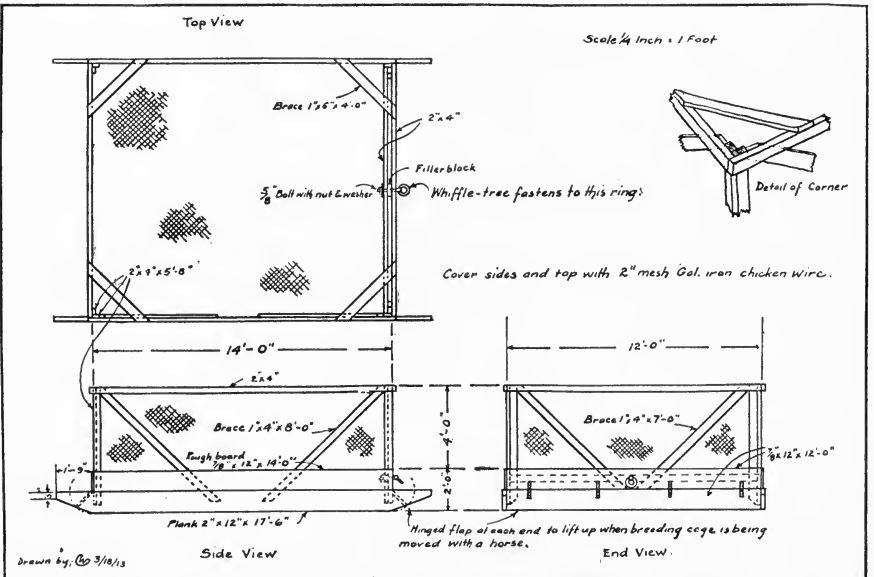 Top View
Scale 1/4 Inch = 1 Foot
Brace 1"x6"x4'-0"
2"x4"
Filler block
5/8" Bolt with nut & washer
Whiffle-tree fastens to this ring.
Detail of Corner
2"x4"x5'-8"
Cover sides and top with 2" mesh Gal. iron chicken wire.
14'-0"
12'-0"
2"x4"
Brace 1"x4"x8'-0"
Brace 1"x4"x7'-0"
4'-0"
Rough board
7/8" x 12" x 14'-0"
7/8"x12"x12'-0"
1'-9"
2'-0"
Plank 2"x12"x17'-6"
Hinged flap at each end to lift up when breeding cage is being
moved with a horse.
Side View
End View.
Drawn by; 3/18/13